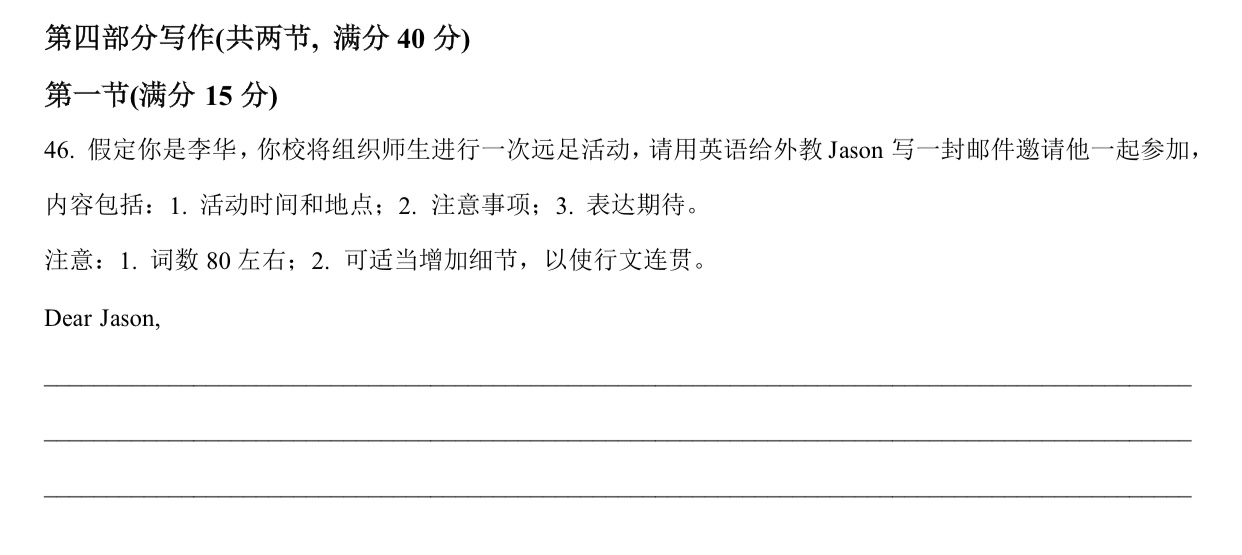 第四部分写作(共两节, 满分 40 分)
第一节(满分 15 分)
46. 假定你是李华，你校将组织师生进行一次远足活动，请用英语给外教 Jason 写一封邮件邀请他一起参加，
内容包括：1. 活动时间和地点；2. 注意事项；3. 表达期待。
注意：1. 词数 80 左右；2. 可适当增加细节，以使行文连贯。
Dear Jason,